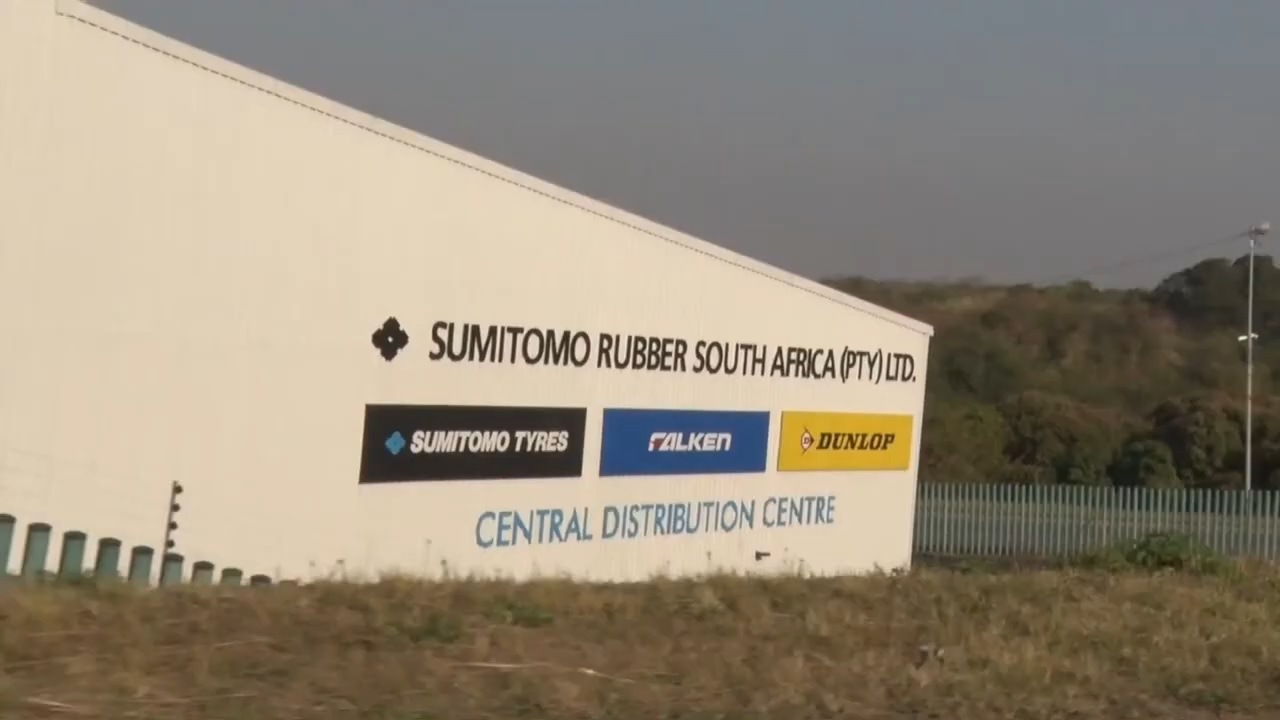 SUMITOMO RUBBER SOUTH AFRICA (PTY) LTD.
SUMITOMO TYRES
FALKEN
D DUNLOP
CENTRAL DISTRIBUTION CENTRE